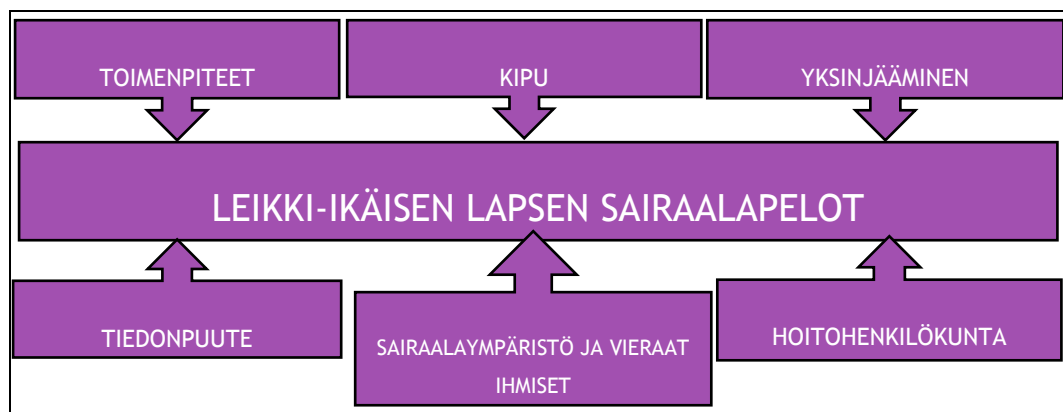 TOIMENPITEET
KIPU
YKSINJÄÄMINEN
LEIKKI-IKÄISEN LAPSEN SAIRAALAPELOT
TIEDONPUUTE
SAIRAALAYMPÄRISTÖ JA VIERAAT
IHMISET
HOITOHENKILÖKUNTA